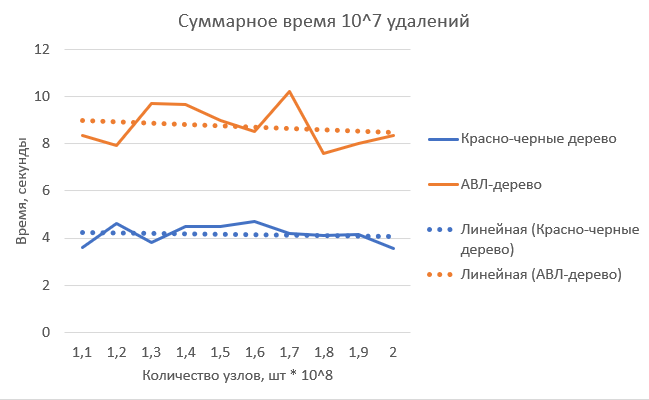 Суммарное время 10^7 удалений
12
10
8
6
4
2
0
Время, секунды
1,1 1,2 1,3 1,4 1,5 1,6 1,7 1,8 1,9 2
Количество узлов, шт * 10^8
Красно-черные дерево
АВЛ-дерево
Линейная (Красно-черные
дерево)
Линейная (АВЛ-дерево)